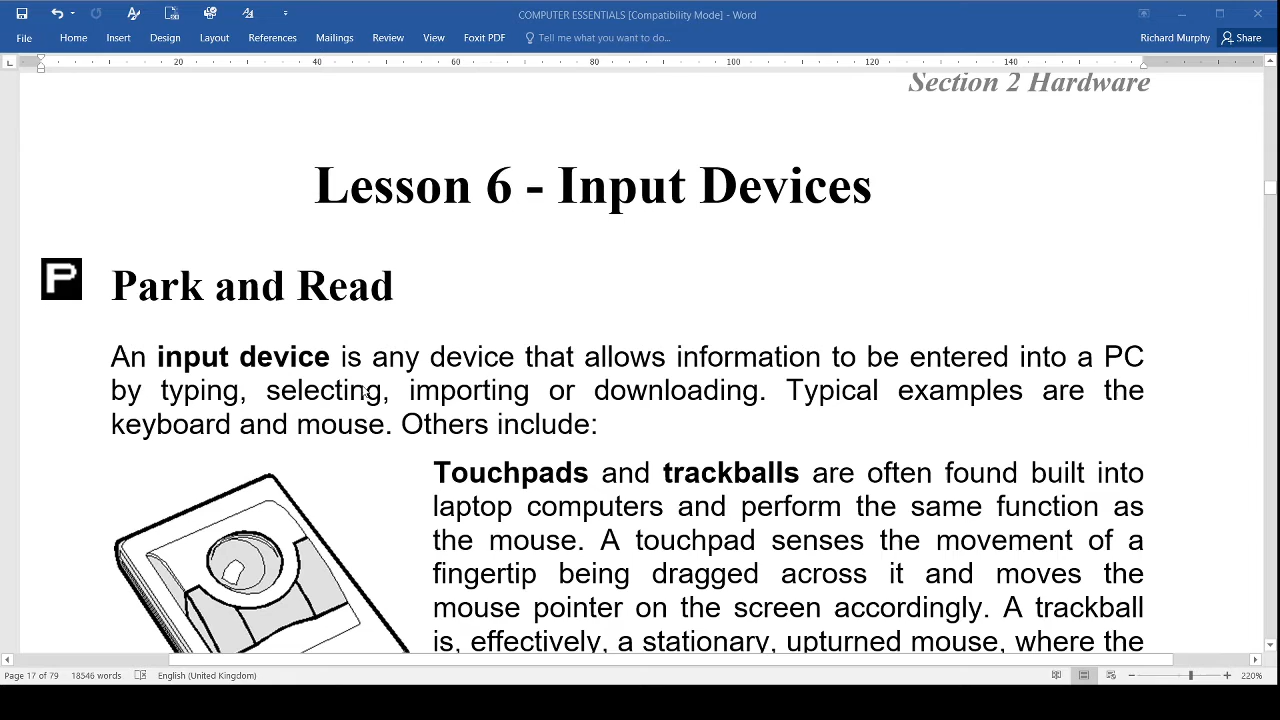 COMPUTER ESSENTIALS [Compatibility Mode] - Word
File Home Insert Design Layout References Mailings Review View Foxit PDF Tell me what you want to do... Richard Murphy Share
20 40 60 80 100 120 140
Section 2 Hardware
Lesson 6 - Input Devices
P Park and Read
An input device is any device that allows information to be entered into a PC
by typing, selecting, importing or downloading. Typical examples are the
keyboard and mouse. Others include:
Touchpads and trackballs are often found built into
laptop computers and perform the same function as
the mouse. A touchpad senses the movement of a
fingertip being dragged across it and moves the
mouse pointer on the screen accordingly. A trackball
is, effectively, a stationary, upturned mouse, where the
Page 17 of 79 18546 words English (United Kingdom) 220%